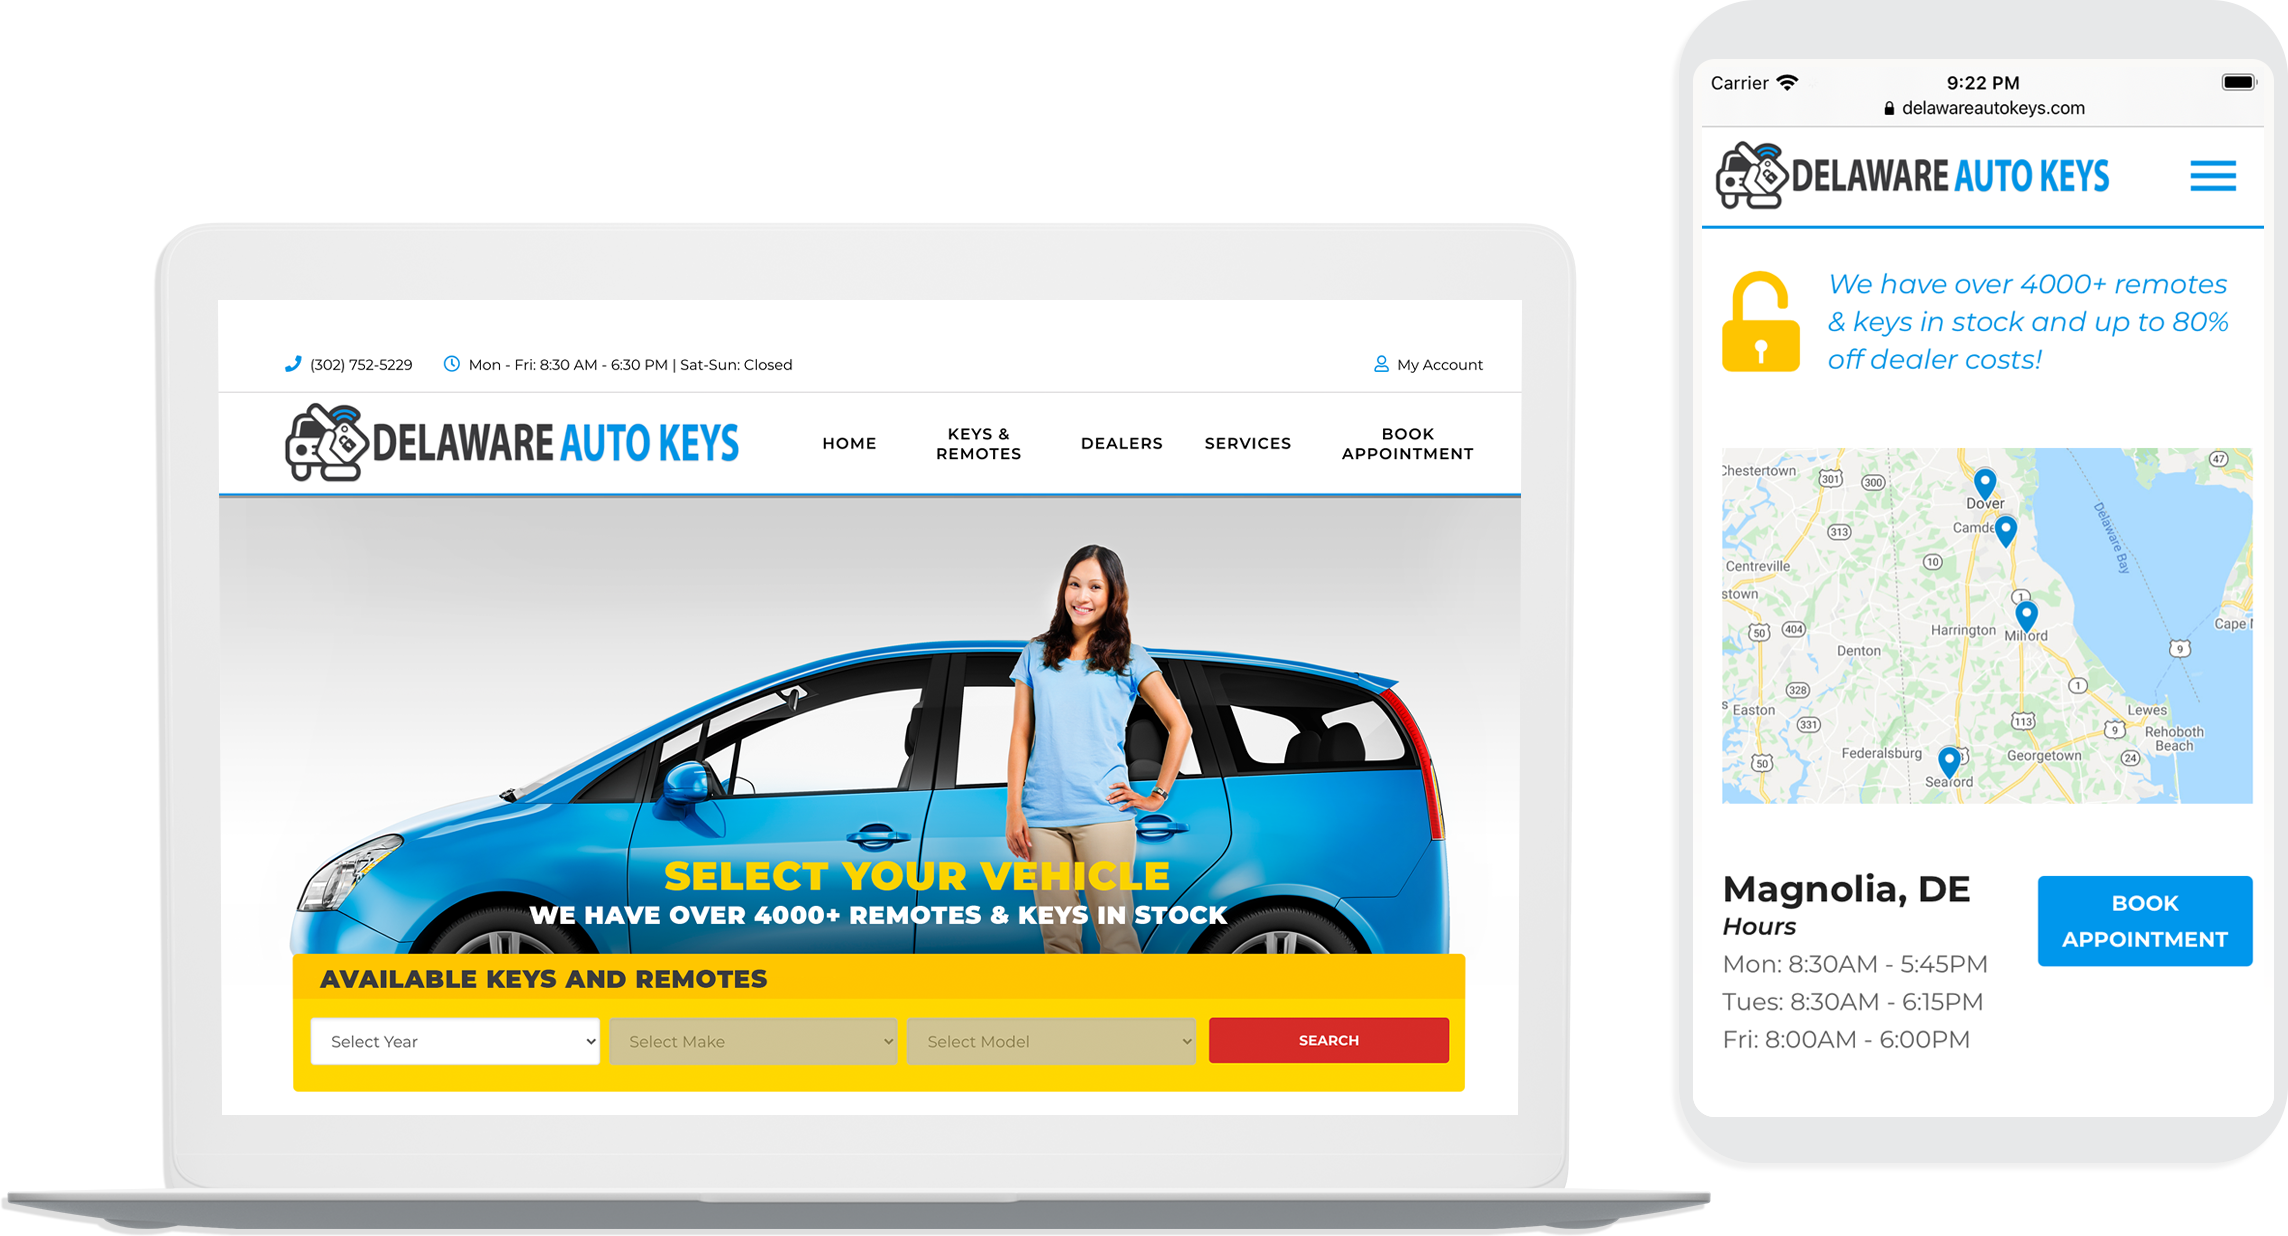 (302) 752-5229 Mon - Fri: 8:30 AM - 6:30 PM | Sat-Sun: Closed My Account
DELAWARE AUTO KEYS
HOME
KEYS &
REMOTES
DEALERS
SERVICES
BOOK
APPOINTMENT
SELECT YOUR VEHICLE
WE HAVE OVER 4000+ REMOTES & KEYS IN STOCK
AVAILABLE KEYS AND REMOTES
Select Year
Select Make
Select Model
SEARCH
Carrier 9:22 PM
delawareautokeys.com
DELAWARE AUTO KEYS
We have over 4000+ remotes
& keys in stock and up to 80%
off dealer costs!
Chestertown
301
300
47
Dover
Camde
313
Delaware Bay
10
Centreville
stown
1
50
404
Harrington
Milford
Cape
Denton
9
328
1
s Easton
331
113
Lewes
9
Rehoboth
Beach
Federalsburg
Georgetown
24
50
Seaford
Magnolia, DE
Hours
Mon: 8:30AM - 5:45PM
Tues: 8:30AM - 6:15PM
Fri: 8:00AM - 6:00PM
BOOK
APPOINTMENT